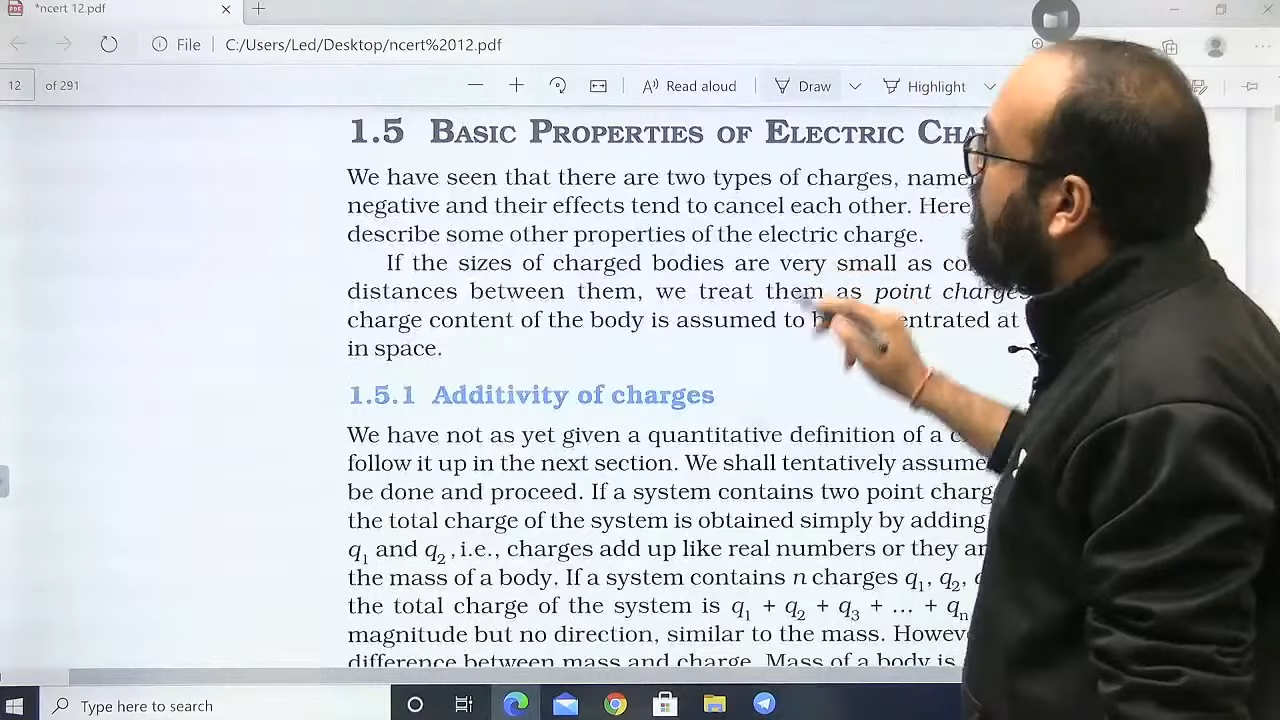 *ncert 12.pdf
File C:/Users/Led/Desktop/ncert%2012.pdf
12 of 291 Read aloud Draw Highlight
1.5 BASIC PROPERTIES OF ELECTRIC
We have seen that there are two types of charges,
negative and their effects tend to cancel each other. Here
describe some other properties of the electric charge.
If the sizes of charged bodies are very small as
distances between them, we treat them as point charges
charge content of the body is assumed to at
in space.
1.5.1 Additivity of charges
We have not as yet given a quantitative definition of a
follow it up in the next section. We shall tentatively assume
be done and proceed. If a system contains two point
the total charge of the system is obtained simply by adding
q1 and q2, i.e., charges add up like real numbers or they
the mass of a body. If a system contains n charges q1, q2,
the total charge of the system is q1 + q2 + q3 + ... + qn
magnitude but no direction, similar to the mass.
difference between mass and charge. Mass of a body is
Type here to search